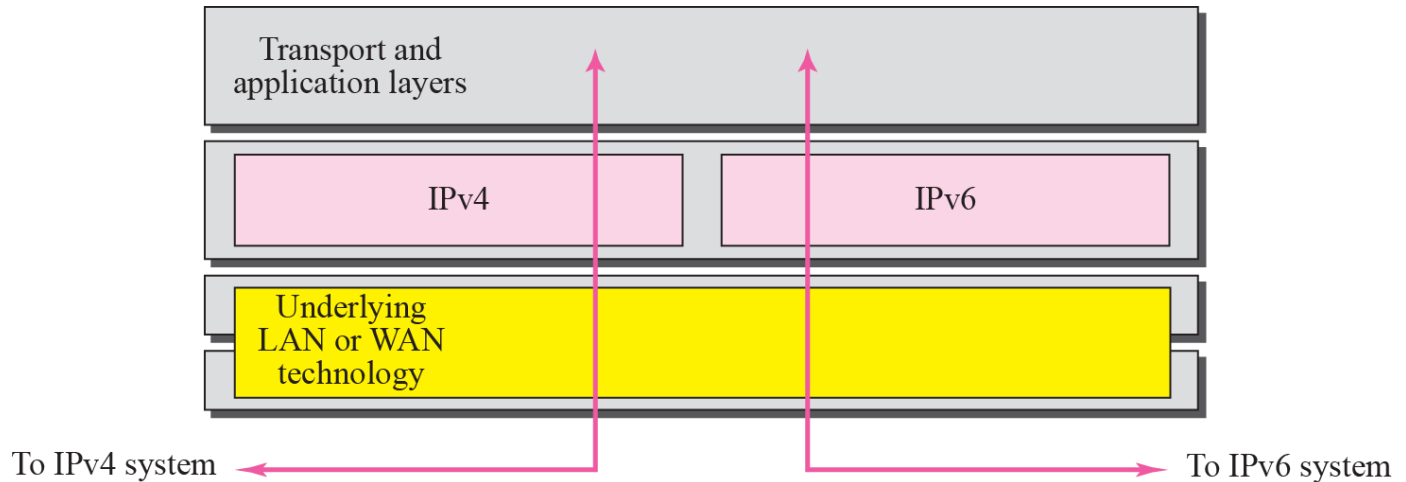 Transport and
application layers
IPv4
IPv6
Underlying
LAN or WAN
technology
To IPv4 system
To IPv6 system